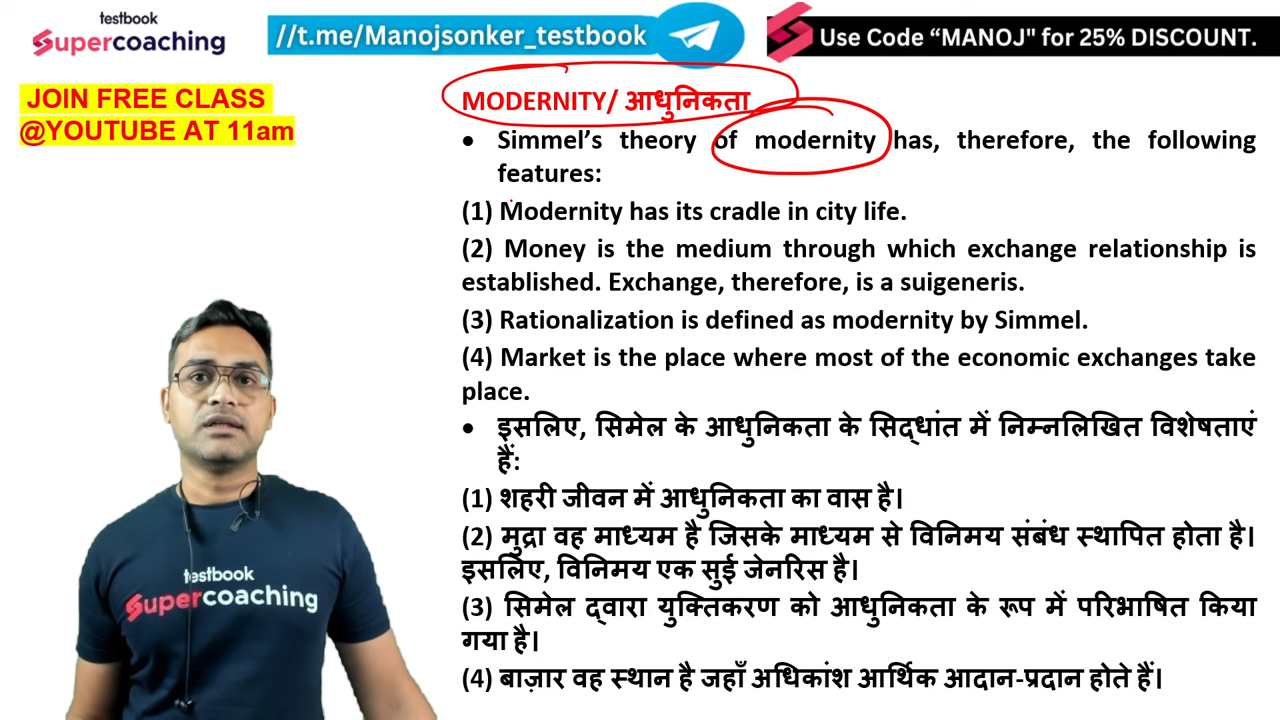 testbook
Supercoaching
//t.me/Manojsonker_testbook
Use Code “MANOJ" for 25% DISCOUNT.
JOIN FREE CLASS
@YOUTUBE AT 11am
MODERNITY/ आधुनिकता
• Simmel’s theory of modernity has, therefore, the following
features:
(1) Modernity has its cradle in city life.
(2) Money is the medium through which exchange relationship is
established. Exchange, therefore, is a suigeneris.
(3) Rationalization is defined as modernity by Simmel.
(4) Market is the place where most of the economic exchanges take
place.
• इसलिए, सिमेल के आधुनिकता के सिद्धांत में निम्नलिखित विशेषताएं
हैं:
(1) शहरी जीवन में आधुनिकता का वास है।
(2) मुद्रा वह माध्यम है जिसके माध्यम से विनिमय संबंध स्थापित होता है।
इसलिए, विनिमय एक सुई जेनरिस है।
(3) सिमेल द्वारा युक्तिकरण को आधुनिकता के रूप में परिभाषित किया
गया है।
(4) बाज़ार वह स्थान है जहाँ अधिकांश आर्थिक आदान-प्रदान होते हैं।
testbook
Supercoaching